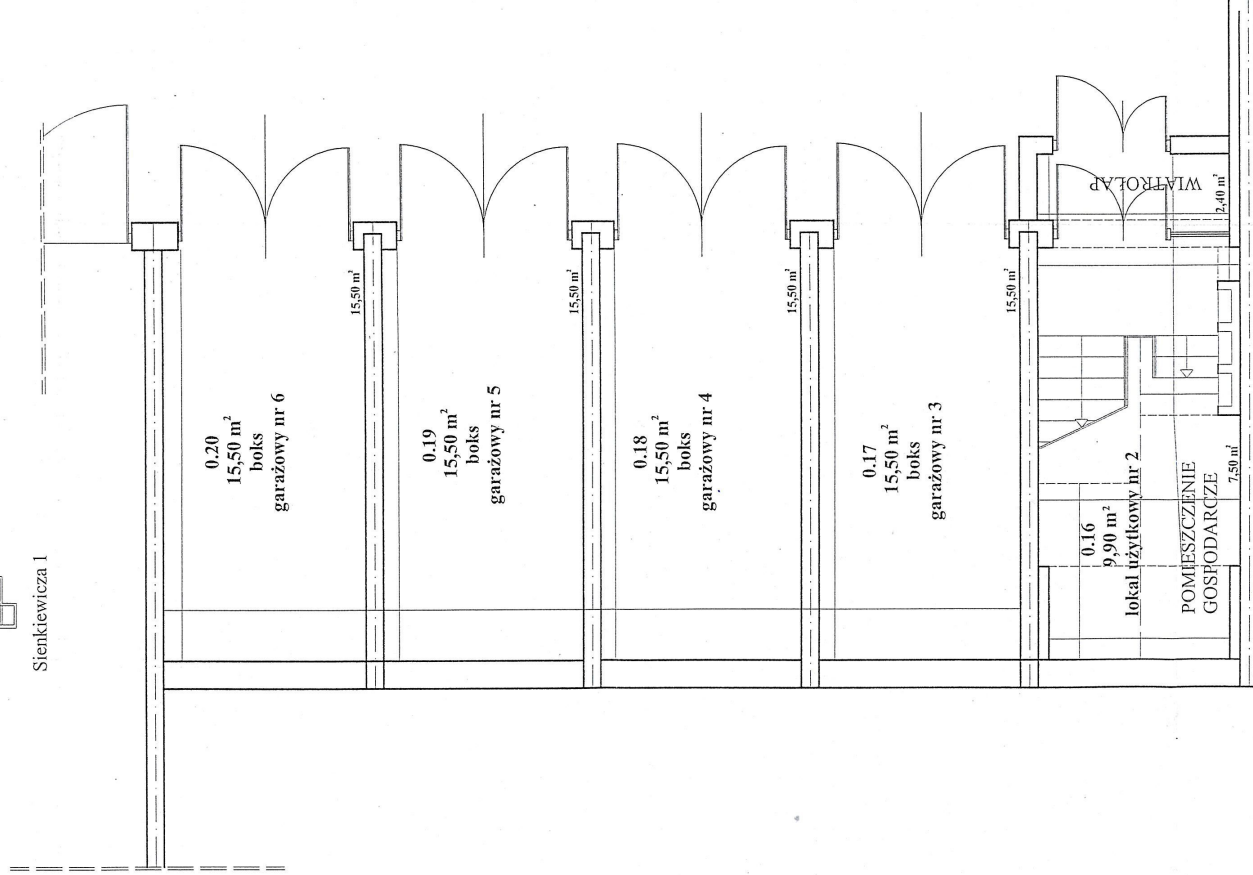 Sienkiewicza 1
0.20
15,50 m²
boks
garażowy nr 6
15,50 m²
0.19
15,50 m²
boks
garażowy nr 5
15,50 m²
0.18
15,50 m²
boks
garażowy nr 4
15,50 m²
0.17
15,50 m²
boks
garażowy nr 3
15,50 m²
0.16
9,90 m²
lokal użytkowy nr 2
POMIESZCZENIE
GOSPODARCZE
7,50 m²
WIATROŁAP
2,40 m²